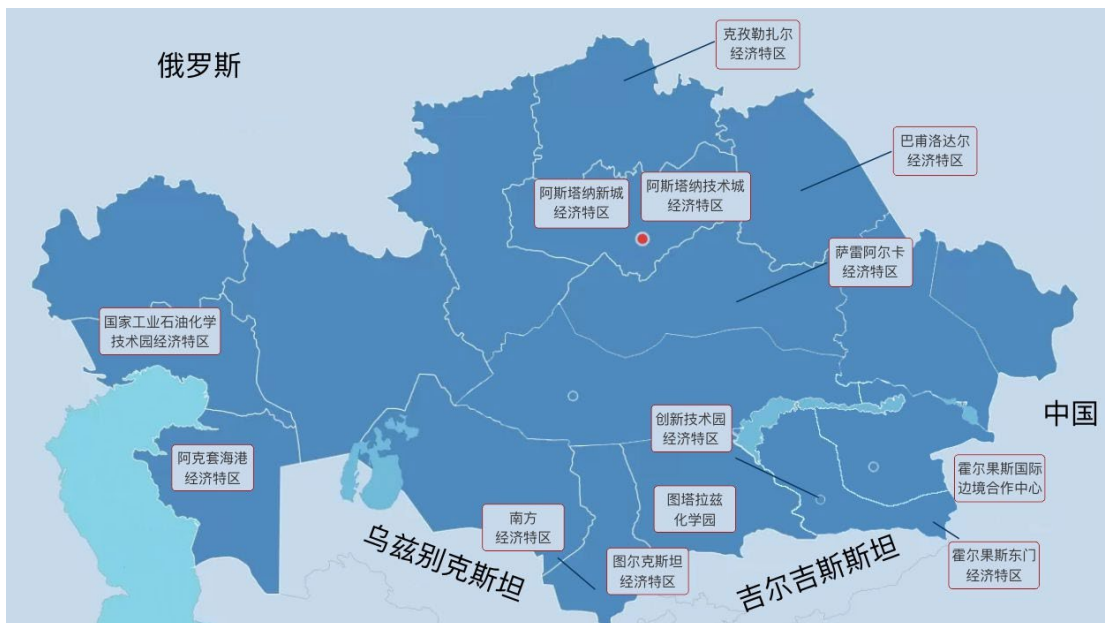 克孜勒扎尔
经济特区
俄罗斯
巴甫洛达尔
经济特区
阿斯塔纳新城
经济特区
阿斯塔纳技术城
经济特区
萨雷阿尔卡
经济特区
国家工业石油化学
技术园经济特区
创新技术园
经济特区
中国
阿克套海港
经济特区
霍尔果斯国际
边境合作中心
图塔拉兹
化学园
南方
经济特区
乌兹别克斯坦
图尔克斯坦
经济特区
吉尔吉斯斯坦
霍尔果斯东门
经济特区